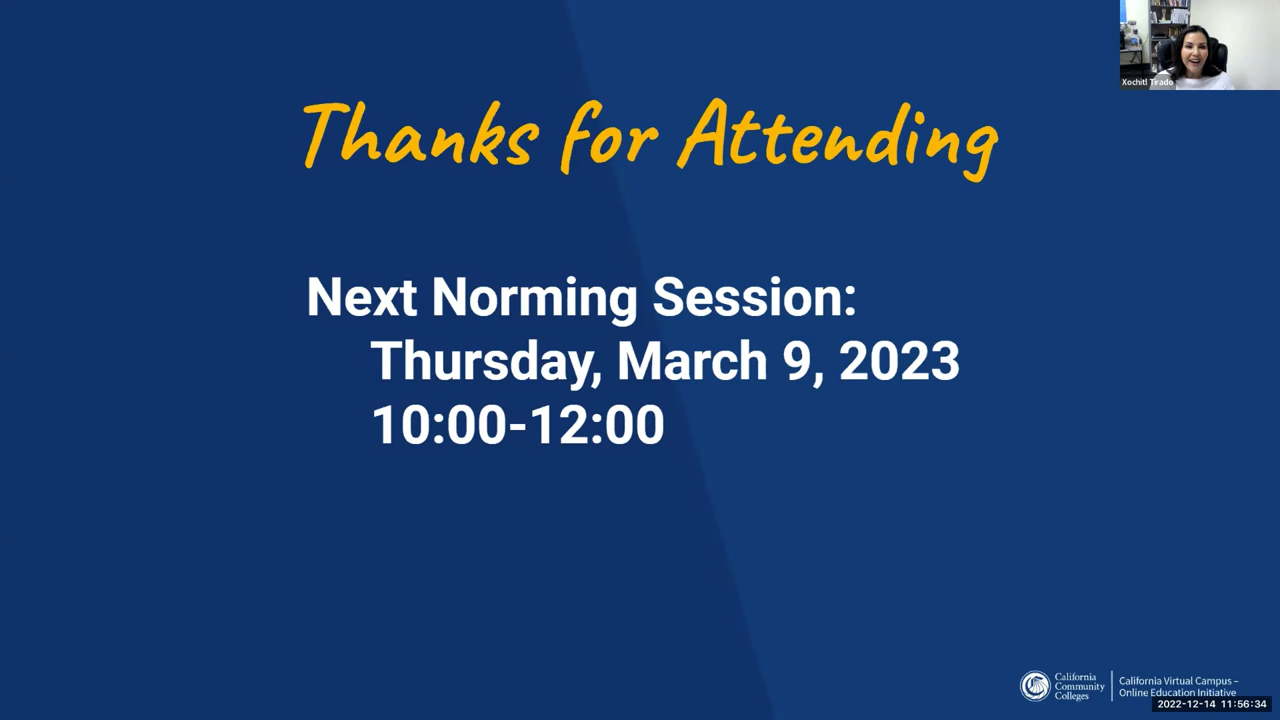 Xochitl Tirado
Thanks for Attending
Next Norming Session:
Thursday, March 9, 2023
10:00-12:00
California
Community
Colleges
California Virtual Campus –
Online Education Initiative
2022-12-14 11:56:34